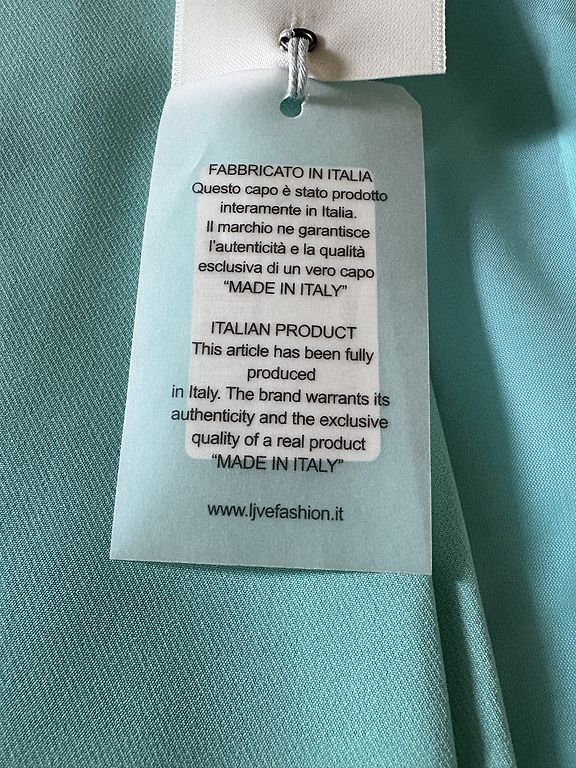 FABBRICATO IN ITALIA
Questo capo è stato prodotto
interamente in Italia.
Il marchio ne garantisce
l'autenticità e la qualità
esclusiva di un vero capo
“MADE IN ITALY”
ITALIAN PRODUCT
This article has been fully
produced
in Italy. The brand warrants its
authenticity and the exclusive
quality of a real product
“MADE IN ITALY”
www.ljvefashion.it